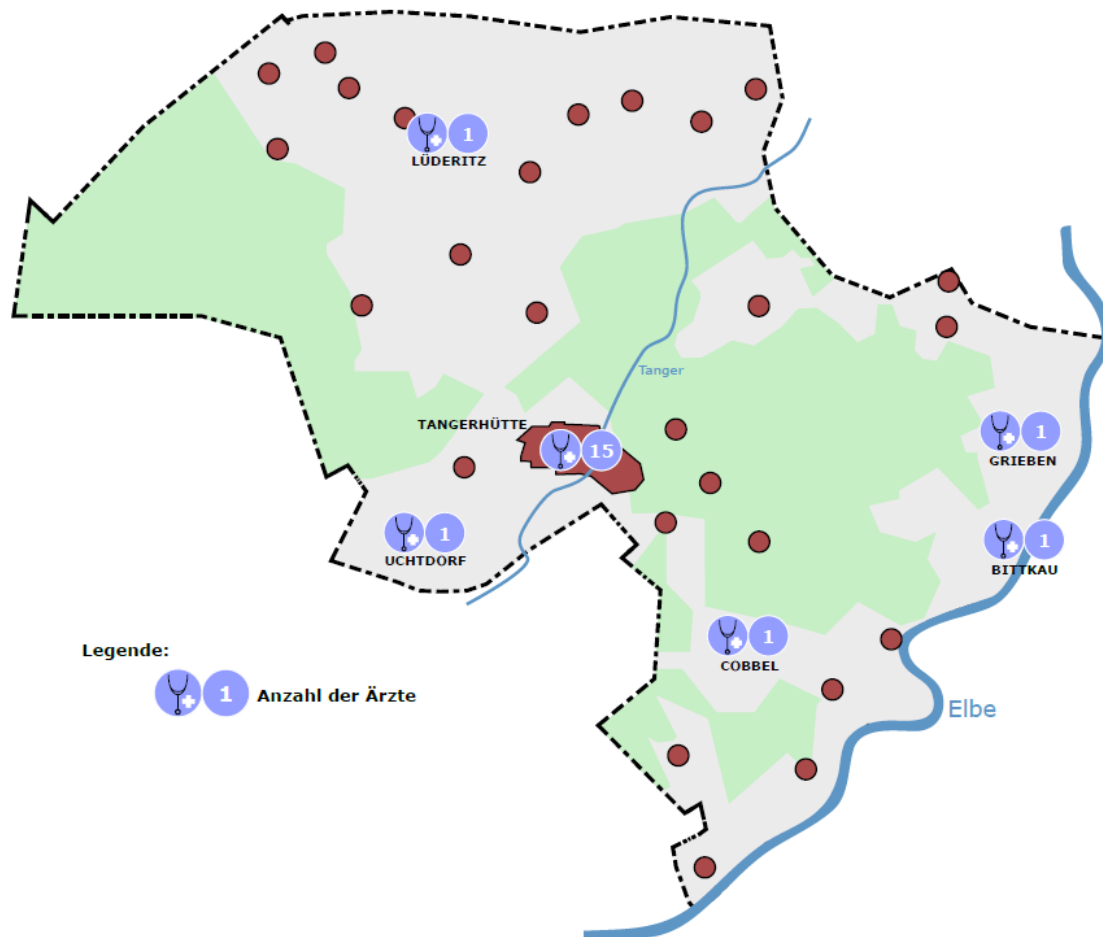 1
LÜDERITZ
Tanger
TANGERHÜTTE
15
1
GRIEBEN
1
UCHTDORF
1
BITTKAU
1
COBBEL
Legende:
1 Anzahl der Ärzte
Elbe